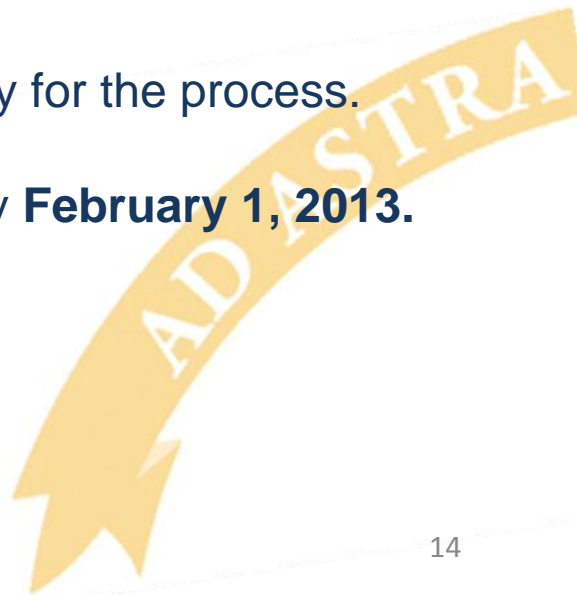 y for the process.
y February 1, 2013.
AD ASTRA
14